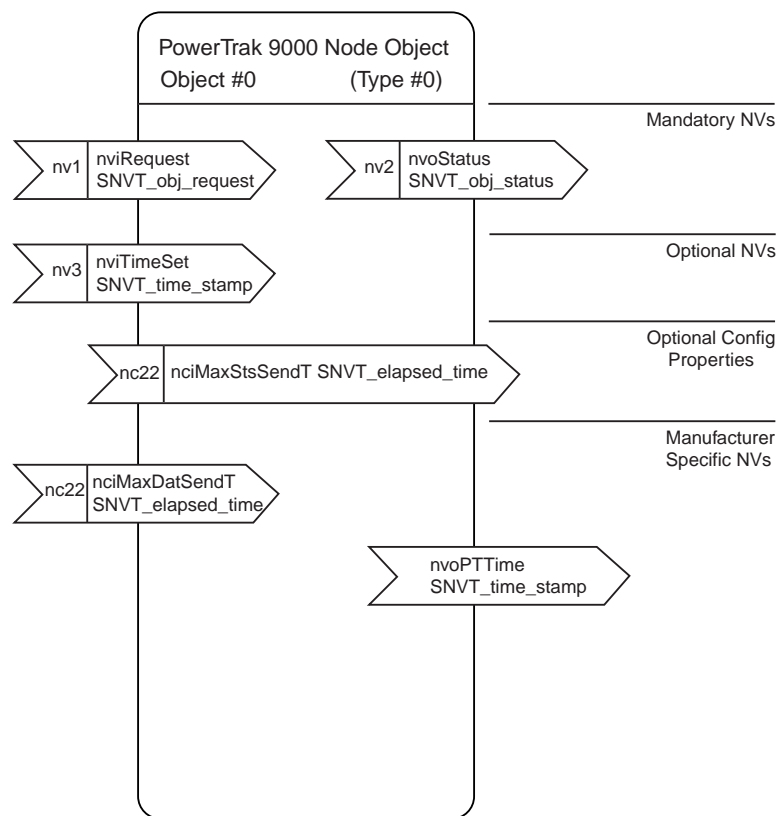 PowerTrak 9000 Node Object
Object #0 (Type #0)
Mandatory NVs
nv1 nviRequest
SNVT_obj_request
nv2 nvoStatus
SNVT_obj_status
Optional NVs
nv3 nviTimeSet
SNVT_time_stamp
Optional Config
Properties
nc22 nciMaxStsSendT SNVT_elapsed_time
Manufacturer
Specific NVs
nc22 nciMaxDatSendT
SNVT_elapsed_time
nvoPTTime
SNVT_time_stamp